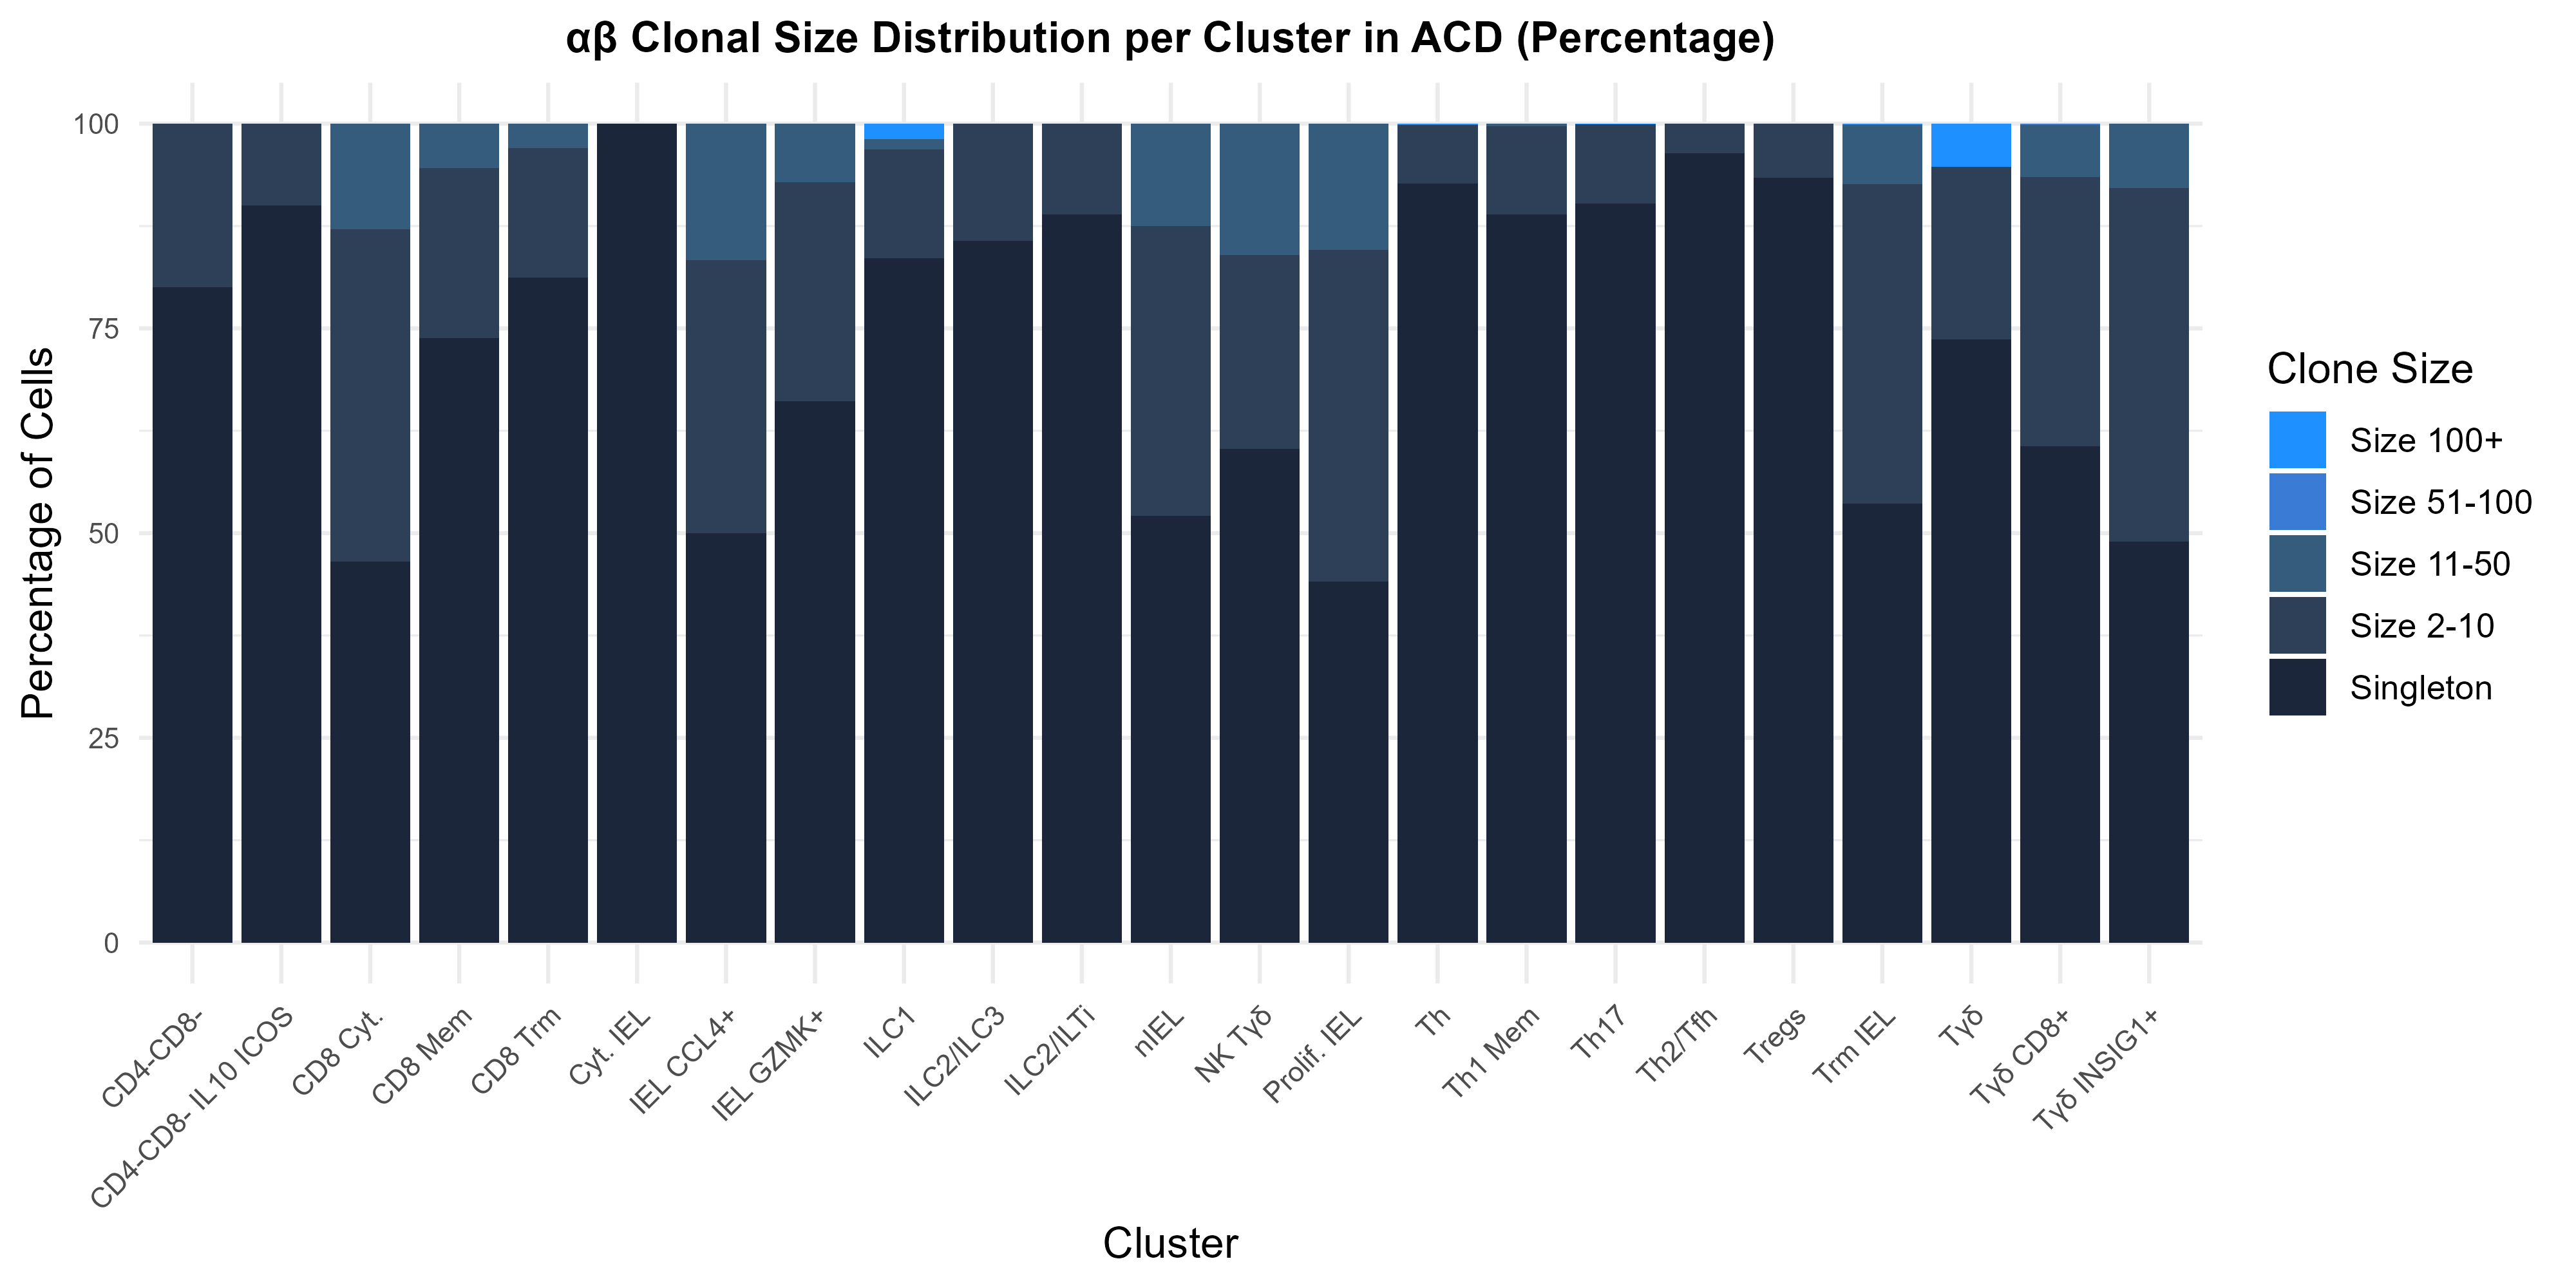 αβ Clonal Size Distribution per Cluster in ACD (Percentage)
Percentage of Cells
100
75
50
25
0
CD4-CD8-
CD4-CD8- IL10 ICOS
CD8 Cyt.
CD8 Mem
CD8 Trm
Cyt. IEL
IEL CCL4+
IEL GZMK+
ILC1
ILC2/ILC3
ILC2/ILTi
nIEL
NK Tγδ
Prolif. IEL
Th
Th1 Mem
Th17
Th2/Tfh
Tregs
Trm IEL
Tγδ
Tγδ CD8+
Tγδ INSIG1+
Cluster
Clone Size
Size 100+
Size 51-100
Size 11-50
Size 2-10
Singleton